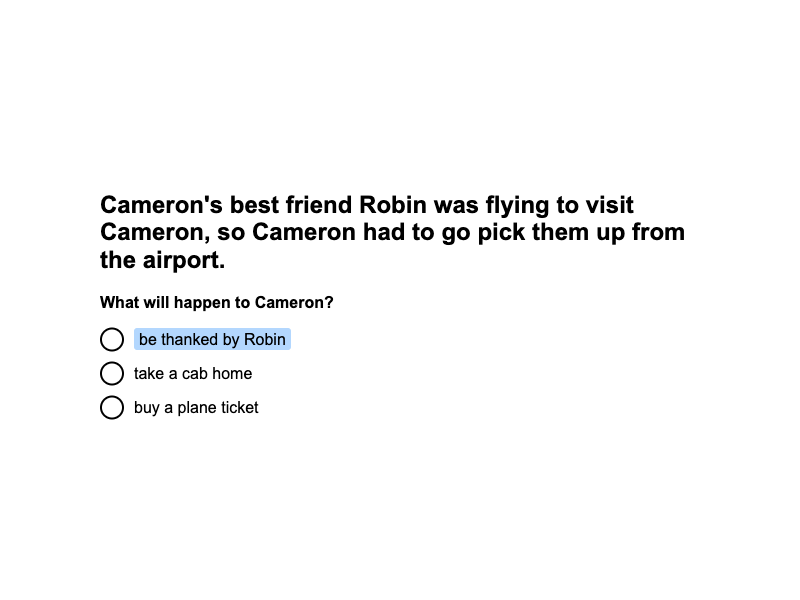 Cameron's best friend Robin was flying to visit
Cameron, so Cameron had to go pick them up from
the airport.
What will happen to Cameron?
be thanked by Robin
take a cab home
buy a plane ticket